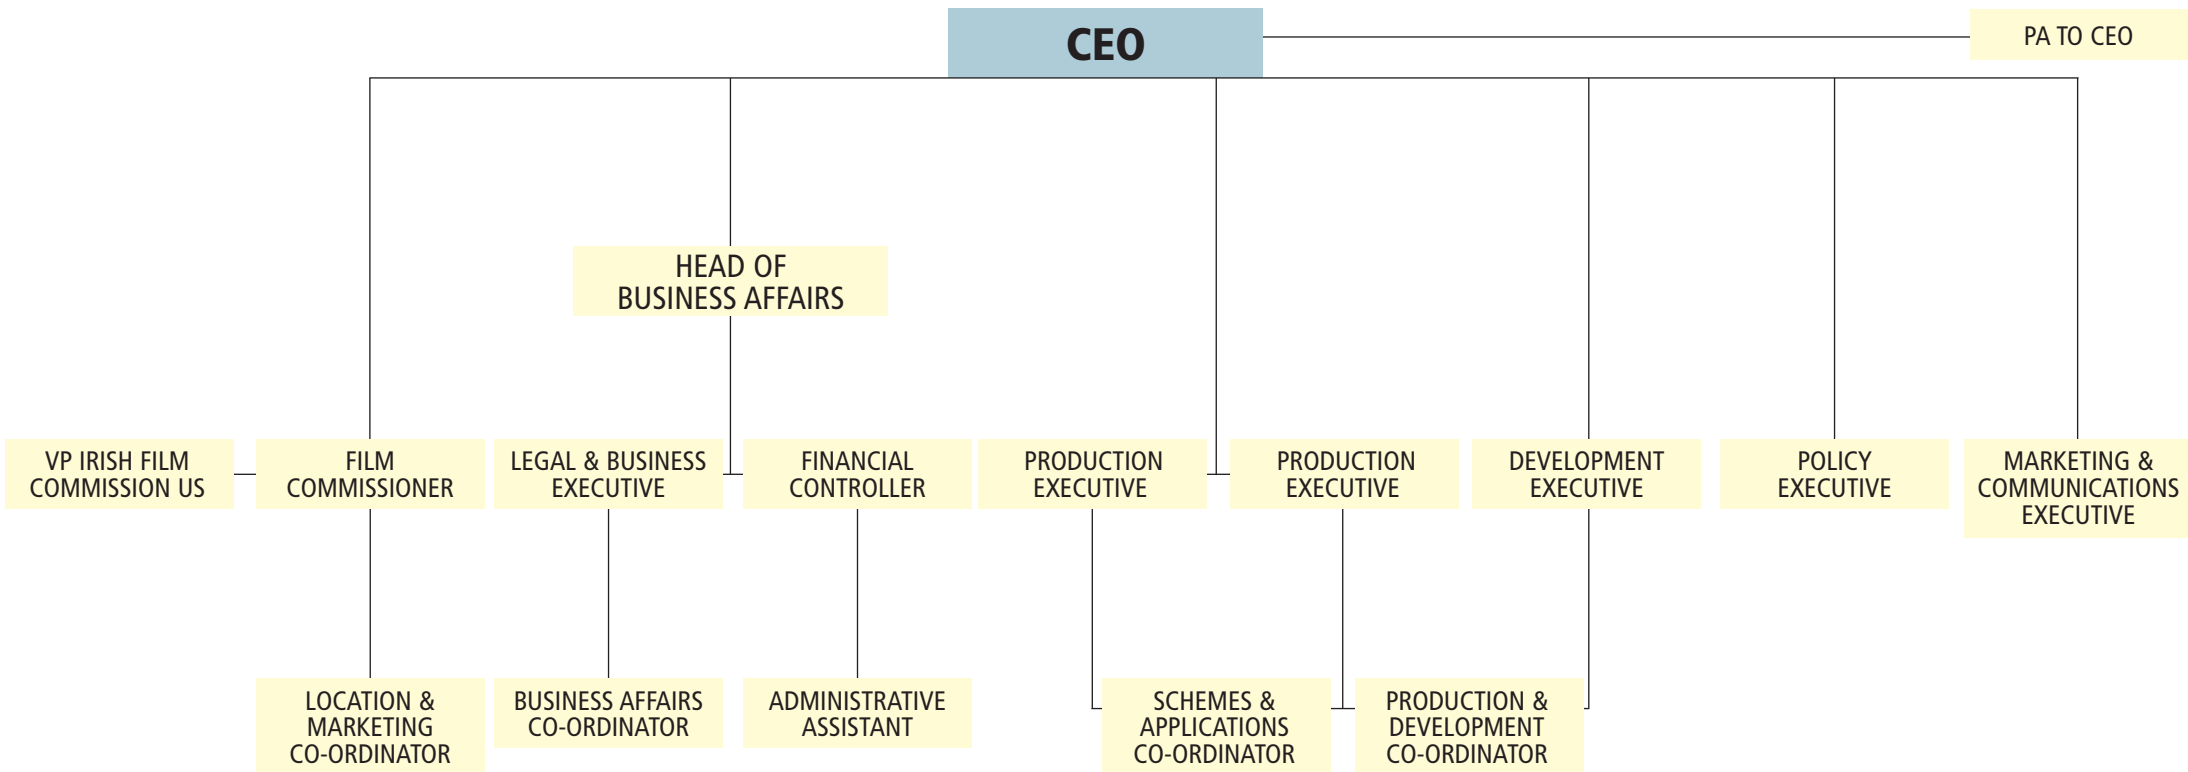 CEO
PA TO CEO
HEAD OF
BUSINESS AFFAIRS
VP IRISH FILM
COMMISSION US
FILM
COMMISSIONER
LEGAL & BUSINESS
EXECUTIVE
FINANCIAL
CONTROLLER
PRODUCTION
EXECUTIVE
PRODUCTION
EXECUTIVE
DEVELOPMENT
EXECUTIVE
POLICY
EXECUTIVE
MARKETING &
COMMUNICATIONS
EXECUTIVE
LOCATION &
MARKETING
CO-ORDINATOR
BUSINESS AFFAIRS
CO-ORDINATOR
ADMINISTRATIVE
ASSISTANT
SCHEMES &
APPLICATIONS
CO-ORDINATOR
PRODUCTION &
DEVELOPMENT
CO-ORDINATOR